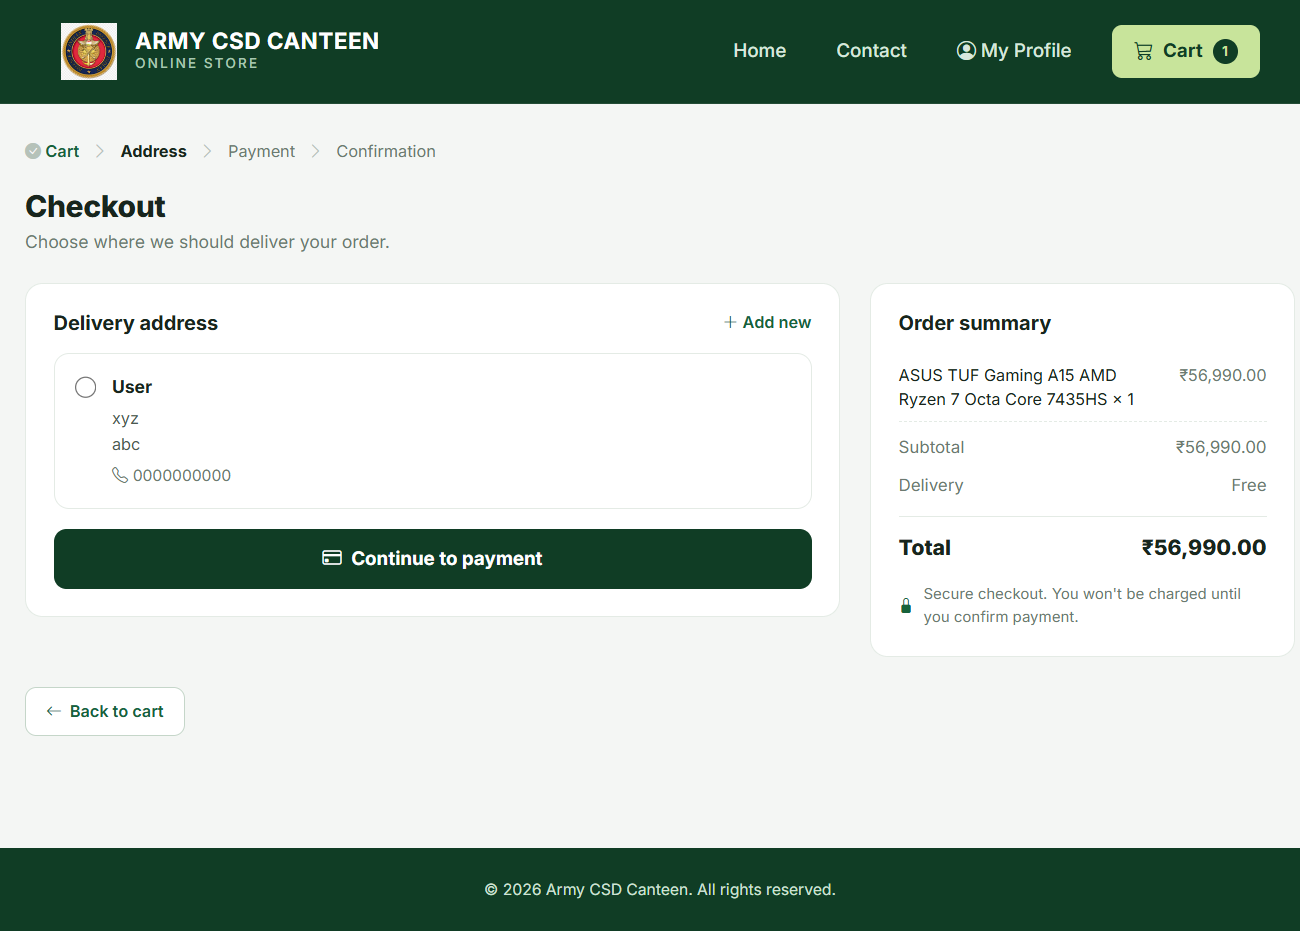 ARMY CSD CANTEEN
ONLINE STORE
Home
Contact
My Profile
Cart 1
Cart
Address
Payment
Confirmation
Checkout
Choose where we should deliver your order.
Delivery address
+ Add new
User
xyz
abc
0000000000
Continue to payment
Order summary
ASUS TUF Gaming A15 AMD ₹56,990.00
Ryzen 7 Octa Core 7435HS × 1
Subtotal ₹56,990.00
Delivery Free
Total ₹56,990.00
Secure checkout. You won't be charged until
you confirm payment.
← Back to cart
© 2026 Army CSD Canteen. All rights reserved.